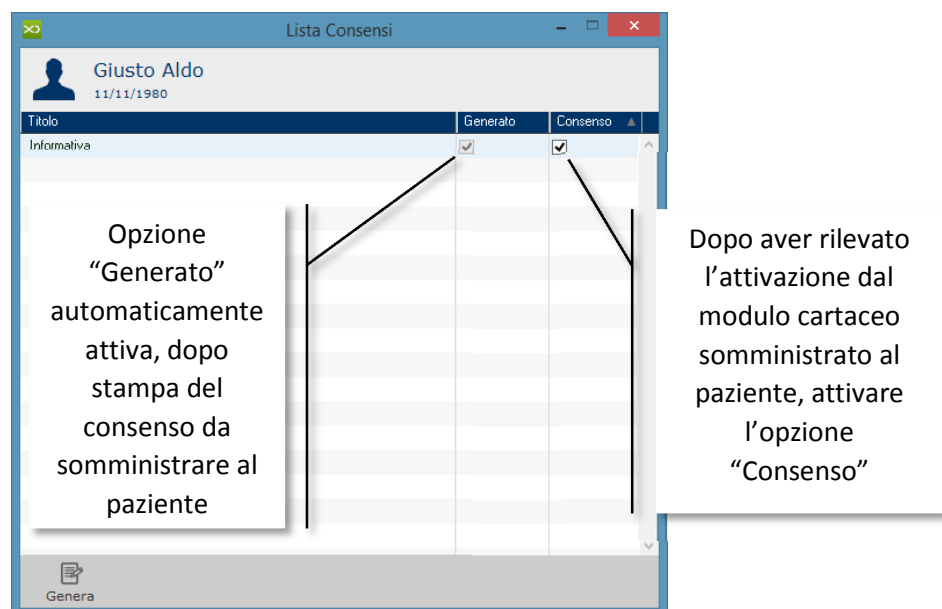 Lista Consensi
Giusto Aldo
11/11/1980
Titolo Generato Consenso
Informativa
Opzione
“Generato”
automaticamente
attiva, dopo
stampa del
consenso da
somministrare al
paziente
Dopo aver rilevato
l’attivazione dal
modulo cartaceo
somministrato al
paziente, attivare
l’opzione
“Consenso”
Genera